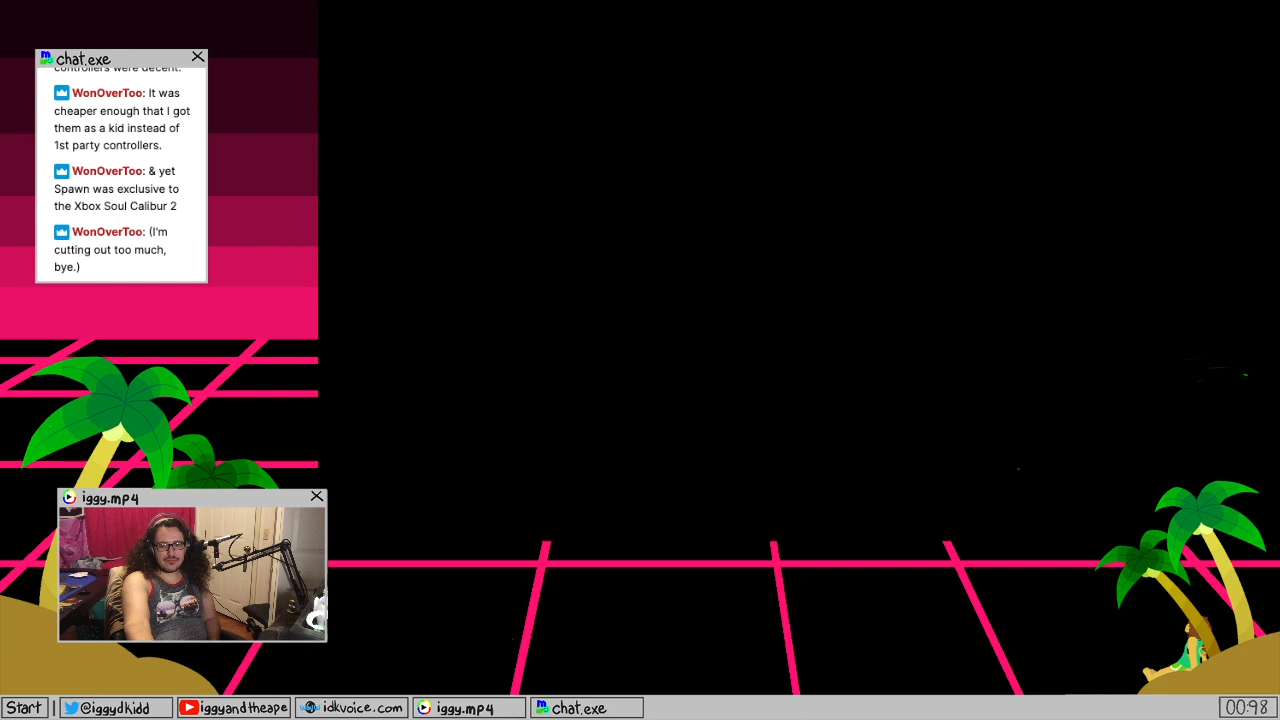 chat.exe
controllers were decent.
WonOverToo: It was
cheaper enough that I got
them as a kid instead of
1st party controllers.
WonOverToo: & yet
Spawn was exclusive to
the Xbox Soul Calibur 2
WonOverToo: (I'm
cutting out too much,
bye.)
iggy.mp4
Start | @iggydkidd iggyandtheape idkvoice.com iggy.mp4 chat.exe 00:98